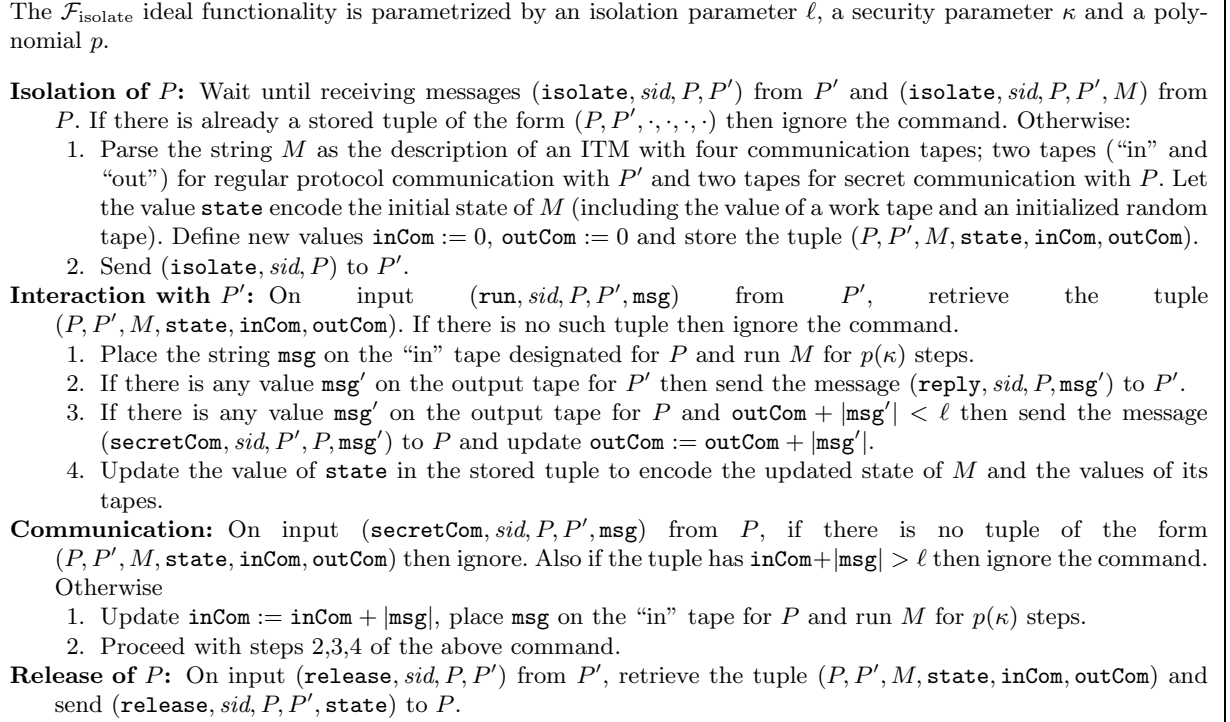 The $\mathcal{F}_{\text{isolate}}$ ideal functionality is parametrized by an isolation parameter ℓ, a security parameter κ and a poly-
nomial p.
Isolation of P: Wait until receiving messages (isolate, sid, P, P′) from P′ and (isolate, sid, P, P′, M) from
P. If there is already a stored tuple of the form (P, P′, ·, ·, ·, ·) then ignore the command. Otherwise:
1. Parse the string M as the description of an ITM with four communication tapes; two tapes (“in” and
“out”) for regular protocol communication with P′ and two tapes for secret communication with P. Let
the value state encode the initial state of M (including the value of a work tape and an initialized random
tape). Define new values inCom := 0, outCom := 0 and store the tuple (P, P′, M, state, inCom, outCom).
2. Send (isolate, sid, P) to P′.
Interaction with P′: On input (run, sid, P, P′, msg) from P′, retrieve the tuple
(P, P′, M, state, inCom, outCom). If there is no such tuple then ignore the command.
1. Place the string msg on the “in” tape designated for P and run M for p(κ) steps.
2. If there is any value msg′ on the output tape for P′ then send the message (reply, sid, P, msg′) to P′.
3. If there is any value msg′ on the output tape for P and outCom + |msg′| < ℓ then send the message
(secretCom, sid, P′, P, msg′) to P and update outCom := outCom + |msg′|.
4. Update the value of state in the stored tuple to encode the updated state of M and the values of its
tapes.
Communication: On input (secretCom, sid, P, P′, msg) from P, if there is no tuple of the form
(P, P′, M, state, inCom, outCom) then ignore. Also if the tuple has inCom+|msg| > ℓ then ignore the command.
Otherwise
1. Update inCom := inCom + |msg|, place msg on the “in” tape for P and run M for p(κ) steps.
2. Proceed with steps 2,3,4 of the above command.
Release of P: On input (release, sid, P, P′) from P′, retrieve the tuple (P, P′, M, state, inCom, outCom) and
send (release, sid, P, P′, state) to P.